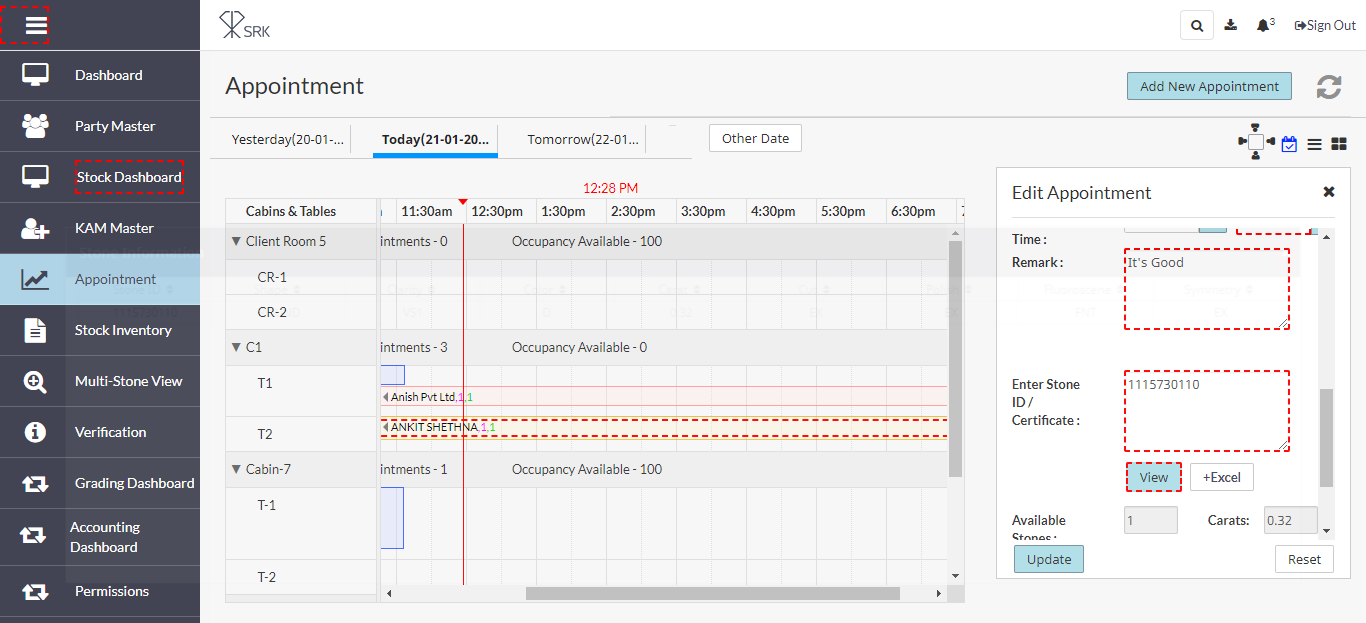 SRK
3
Sign Out
Dashboard
Party Master
Stock Dashboard
KAM Master
Appointment
Stock Inventory
Multi-Stone View
Verification
Grading Dashboard
Accounting
Dashboard
Permissions
Appointment
Add New Appointment
Yesterday(20-01-...
Today(21-01-20...
Tomorrow(22-01...
Other Date
12:28 PM
Cabins & Tables
11:30am
12:30pm
1:30pm
2:30pm
3:30pm
4:30pm
5:30pm
6:30pm
Client Room 5
intments - 0
Occupancy Available - 100
CR-1
CR-2
C1
intments - 3
Occupancy Available - 0
T1
Anish Pvt Ltd,1,1
T2
ANKIT SHETHNA,1,1
Cabin-7
intments - 1
Occupancy Available - 100
T-1
T-2
Edit Appointment
Time :
Remark :
It's Good
Enter Stone
ID /
Certificate :
1115730110
View
+Excel
Available
Stones :
1
Carats:
0.32
Update
Reset